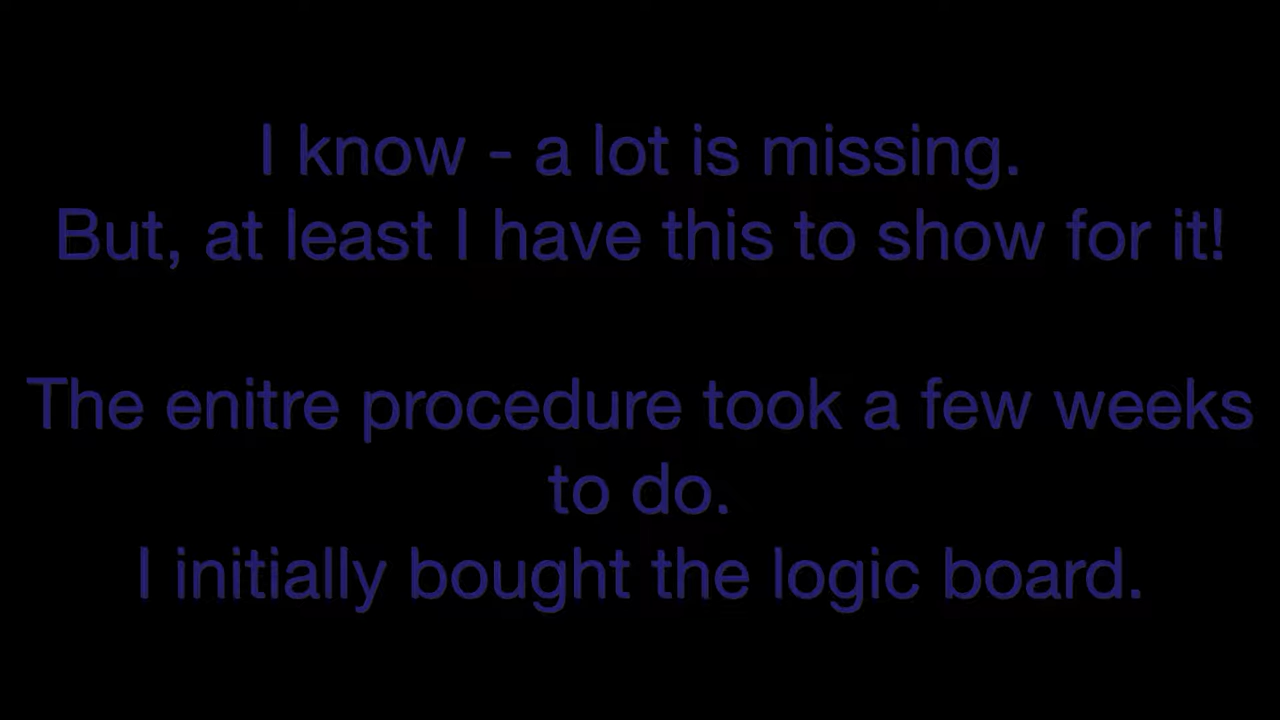 I know - a lot is missing.
But, at least I have this to show for it!
The enitre procedure took a few weeks
to do.
I initially bought the logic board.